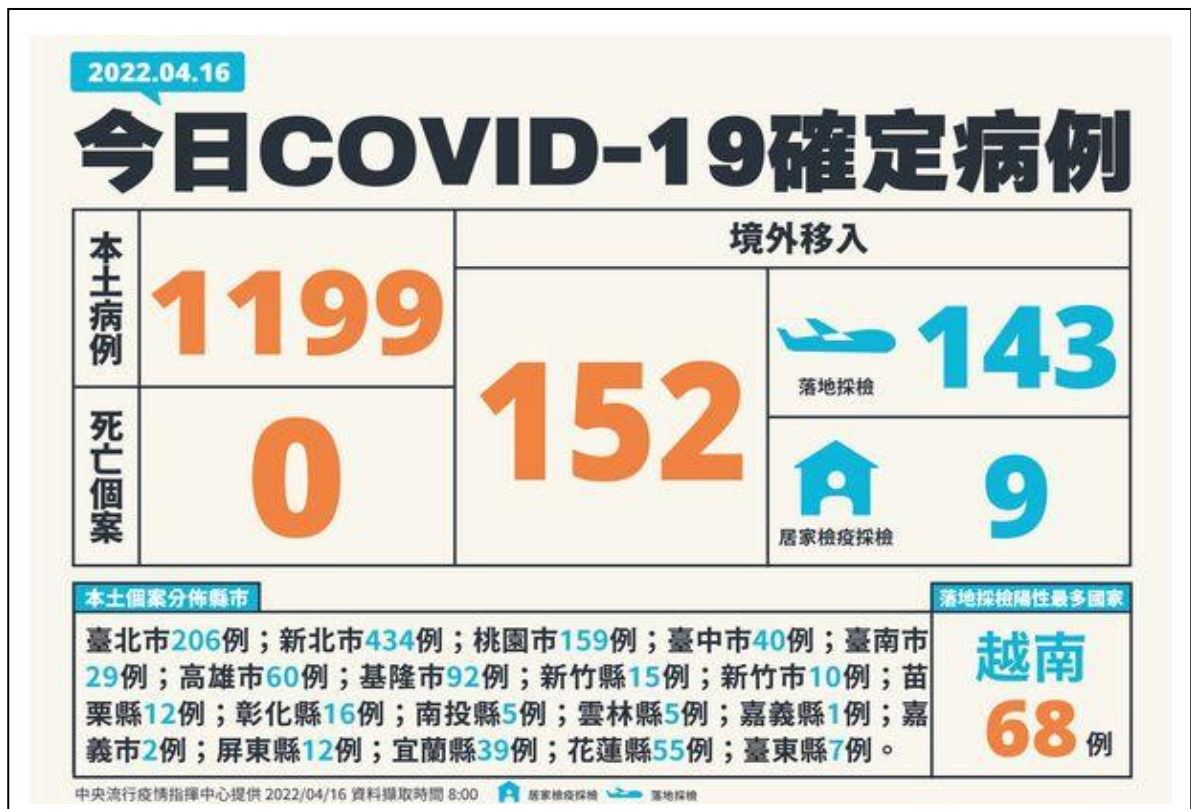 2022.04.16
今日COVID-19確定病例
本土病例
1199
死亡個案
0
境外移入
152
落地採檢
143
居家檢疫採檢
9
本土個案分佈縣市
臺北市206例；新北市434例；桃園市159例；臺中市40例；臺南市
29例；高雄市60例；基隆市92例；新竹縣15例；新竹市10例；苗
栗縣12例；彰化縣16例；南投縣5例；雲林縣5例；嘉義縣1例；嘉
義市2例；屏東縣12例；宜蘭縣39例；花蓮縣55例；臺東縣7例。
落地採檢陽性最多國家
越南
68例
中央流行疫情指揮中心提供 2022/04/16 資料擷取時間 8:00 居家檢疫採檢 落地採檢